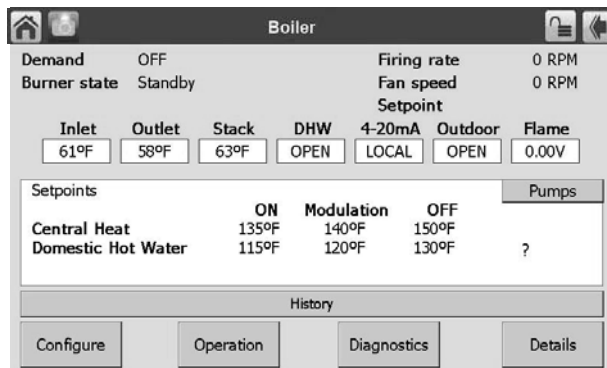 Boiler
Demand OFF Firing rate 0 RPM
Burner state Standby Fan speed 0 RPM
Setpoint
Inlet Outlet Stack DHW 4-20mA Outdoor Flame
61ºF 58ºF 63ºF OPEN LOCAL OPEN 0.00V
Setpoints Pumps
ON Modulation OFF
Central Heat 135ºF 140ºF 150ºF
Domestic Hot Water 115ºF 120ºF 130ºF ?
History
Configure Operation Diagnostics Details